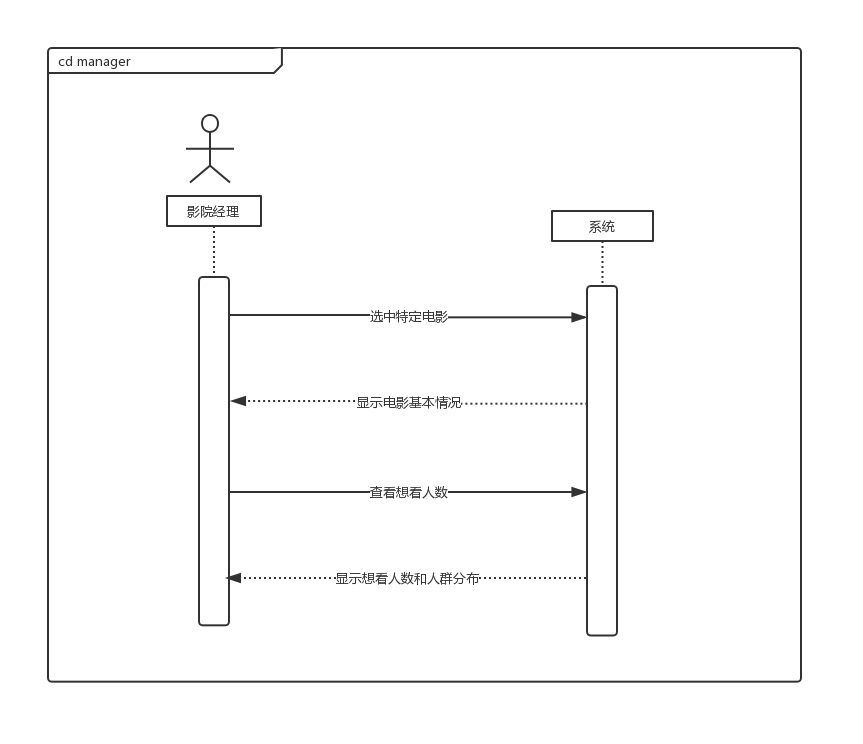 cd manager
影院经理
系统
选中特定电影
显示电影基本情况
查看想看人数
显示想看人数和人群分布